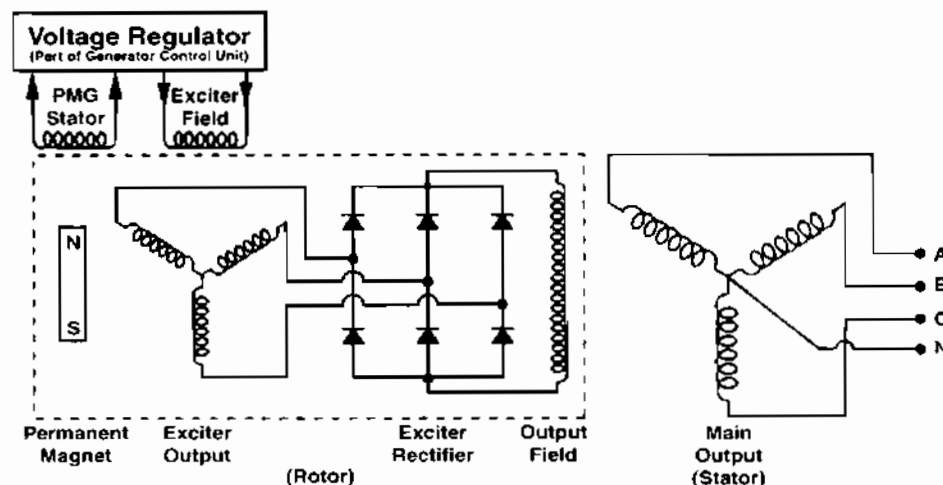 Voltage Regulator
(Part of Generator Control Unit)
PMG
Stator
Exciter
Field
N
S
A
B
C
N
Permanent
Magnet
Exciter
Output
(Rotor)
Exciter
Rectifier
Output
Field
Main
Output
(Stator)